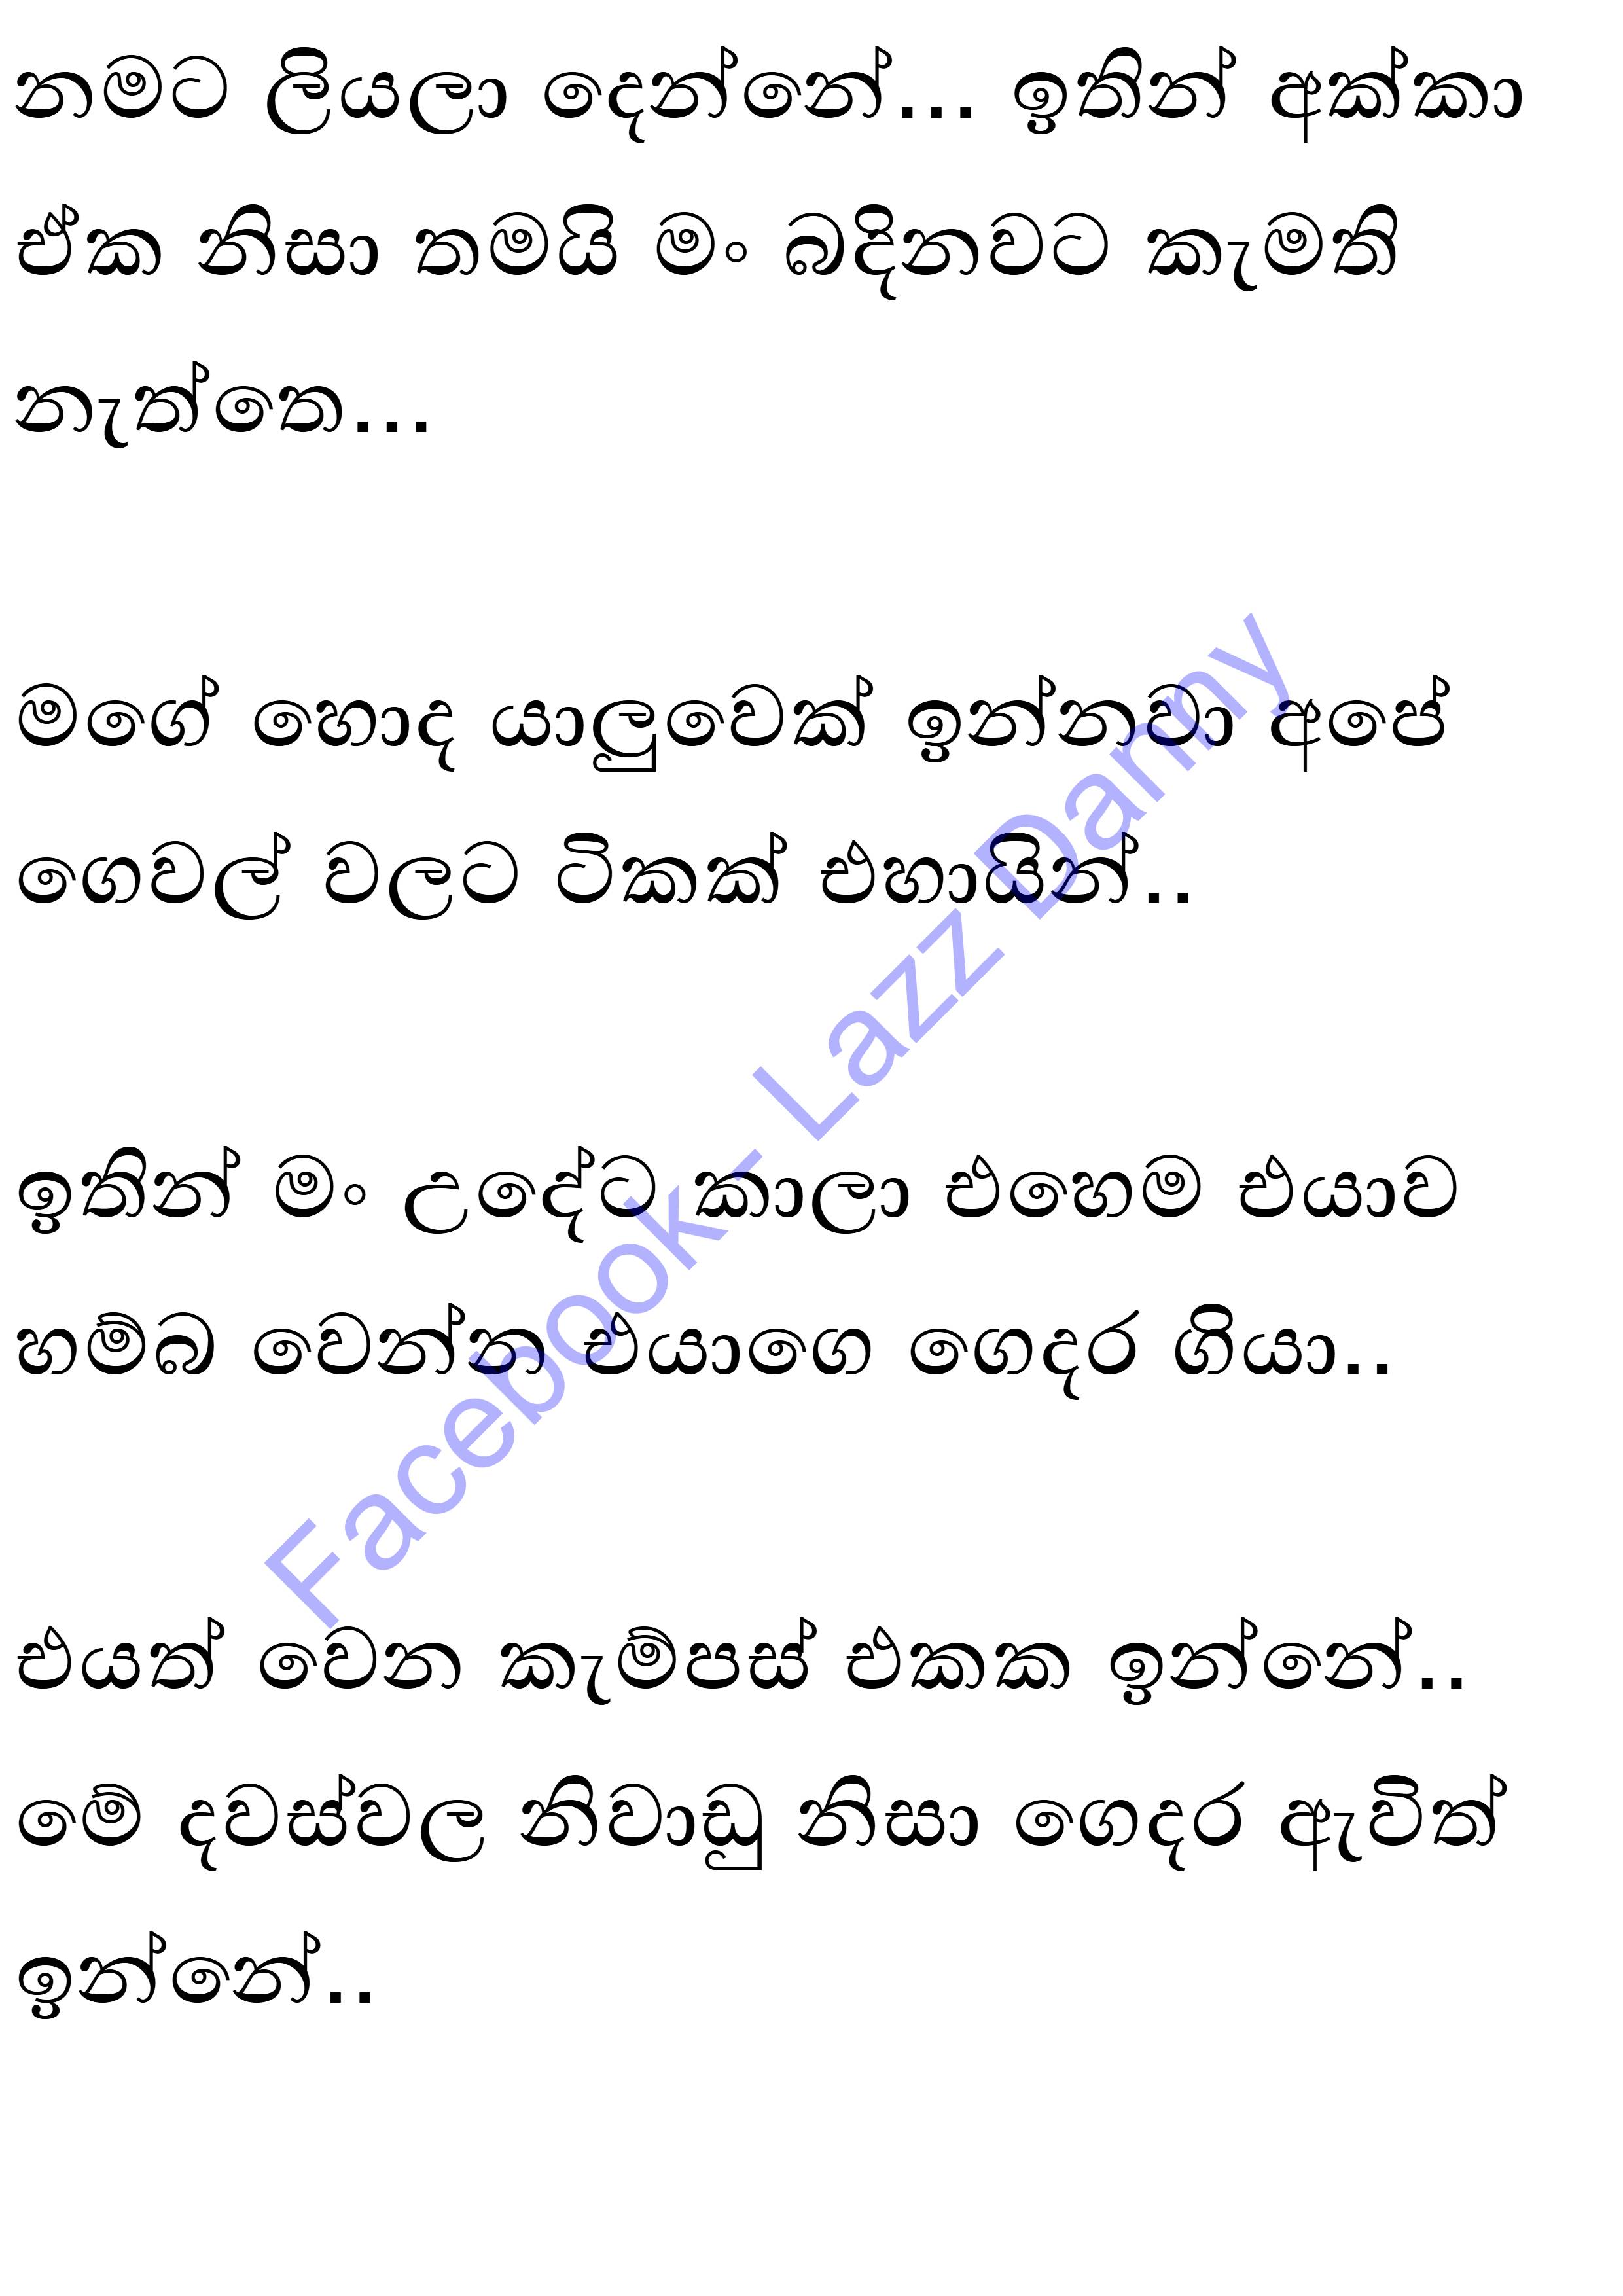 නමට ලියලා දෙන්නේ... ඉතින් අක්කා
ඒක නිසා තමයි මං බදිනවට කැමති
නැත්තෙ...
මගේ හොද යාලුවෙක් ඉන්නවා අපේ
ගෙවල් වලට ටිකක් එහායින්..
ඉතින් මං උදේට කාලා එහෙම එයාව
හම්බ වෙන්න එයාගෙ ගෙදර ගියා..
එයත් වෙන කැම්පස් එකක ඉන්නේ..
මේ දවස්වල නිවාඩු නිසා ගෙදර ඇවිත්
ඉන්නේ..
Facebook- Lazz Danny